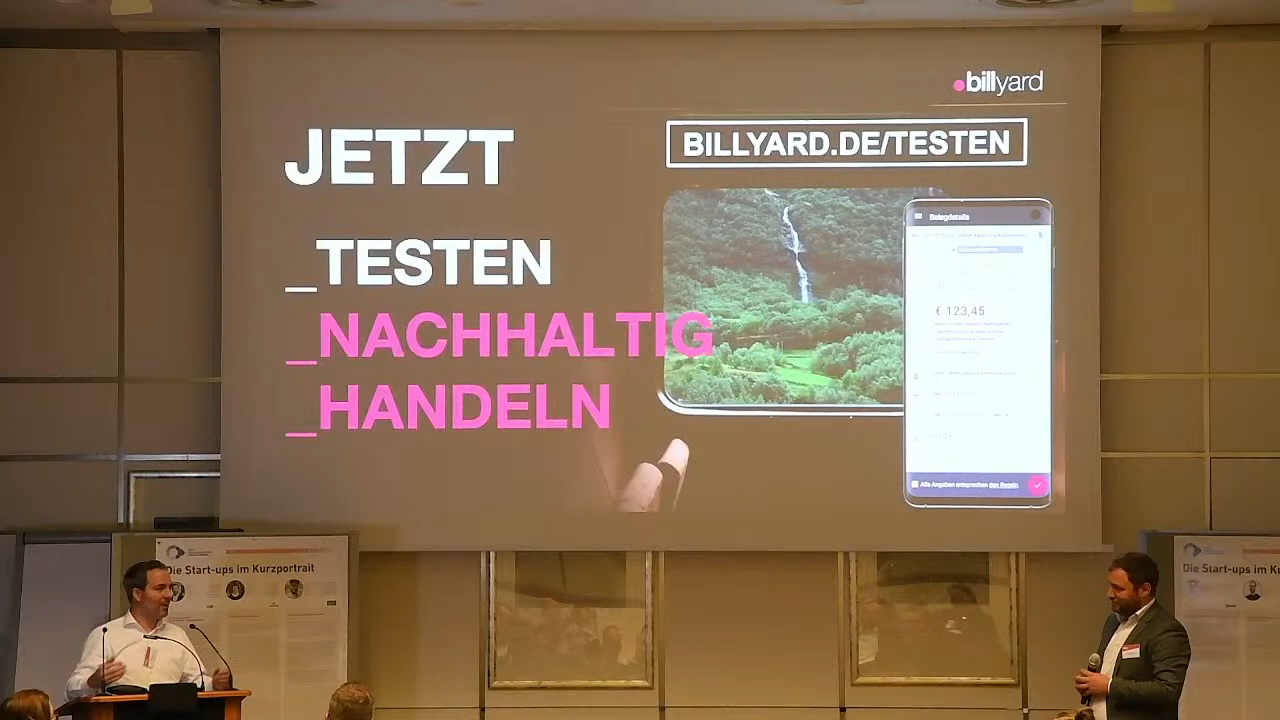 billyard
JETZT
_TESTEN
_NACHHALTIG
_HANDELN
BILLYARD.DE/TESTEN
Belegdetails
€ 123,45
Alle Angaben entsprechen den Regeln.
Die Start-ups im Kurzportrait
Die Start-ups im Ku